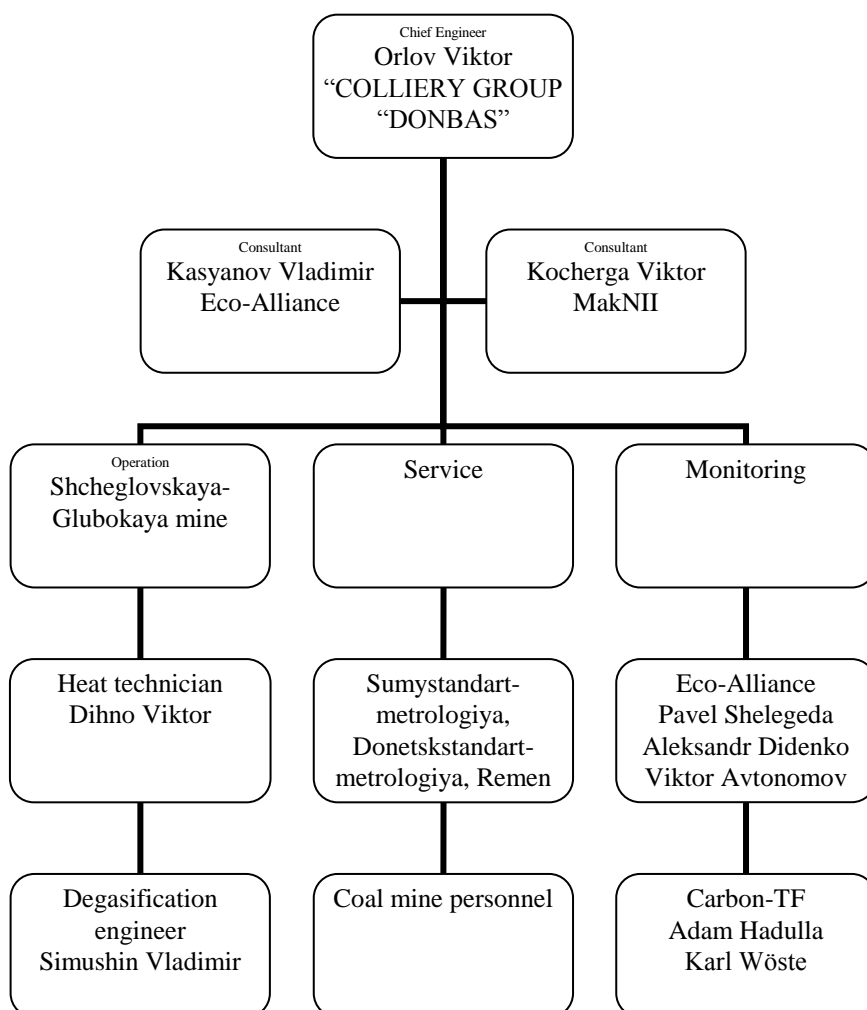 Chief Engineer
Orlov Viktor
“COLLIERY GROUP
“DONBAS”
Consultant
Kasyanov Vladimir
Eco-Alliance
Consultant
Kocherga Viktor
MakNII
Operation
Shcheglovskaya-
Glubokaya mine
Service
Monitoring
Heat technician
Dihno Viktor
Sumystandart-
metrologiya,
Donetskstandart-
metrologiya, Remen
Eco-Alliance
Pavel Shelegeda
Aleksandr Didenko
Viktor Avtonomov
Degasification
engineer
Simushin Vladimir
Coal mine personnel
Carbon-TF
Adam Hadulla
Karl Wöste